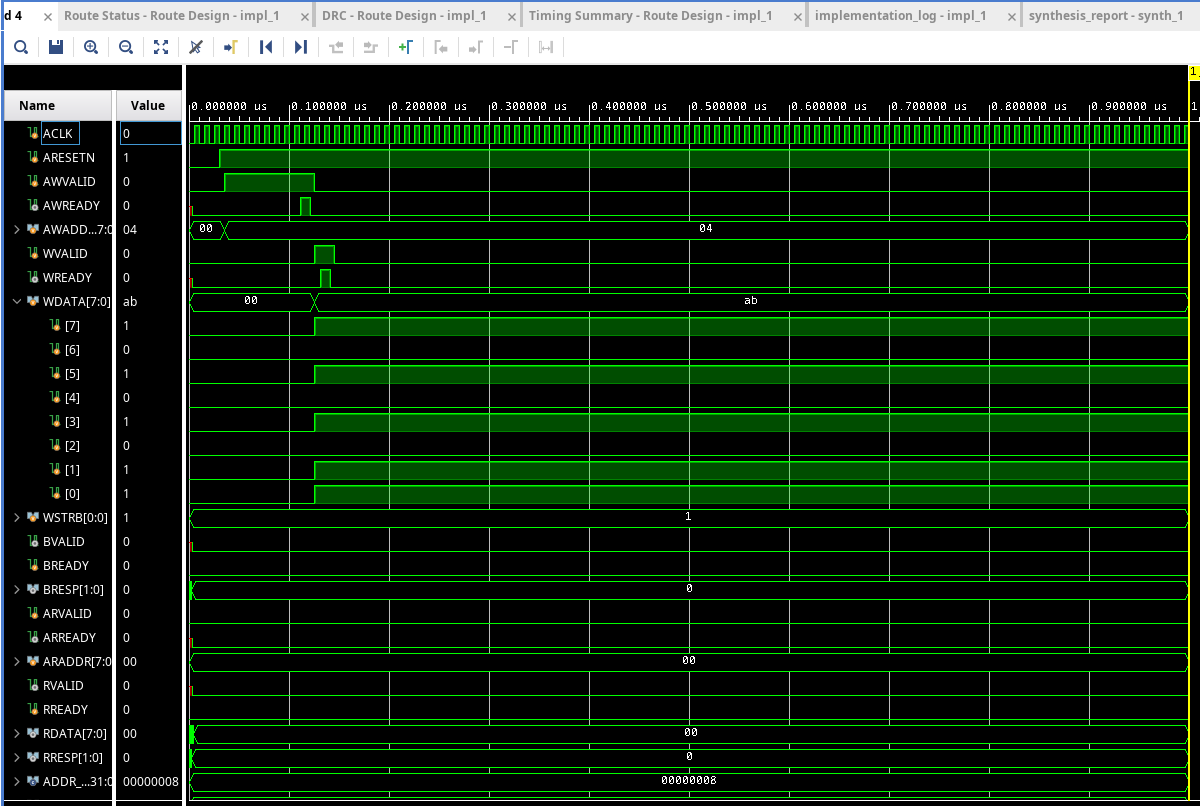 d 4 Route Status - Route Design - impl_1 DRC - Route Design - impl_1 Timing Summary - Route Design - impl_1 implementation_log - impl_1 synthesis_report - synth_1
1
Name Value
0.000000 us 0.100000 us 0.200000 us 0.300000 us 0.400000 us 0.500000 us 0.600000 us 0.700000 us 0.800000 us 0.900000 us 1
ACLK 0
ARESETN 1
AWVALID 0
AWREADY 0
AWADD...7:0 04 00 04
WVALID 0
WREADY 0
WDATA[7:0] ab 00 ab
[7] 1
[6] 0
[5] 1
[4] 0
[3] 1
[2] 0
[1] 1
[0] 1
WSTRB[0:0] 1 1
BVALID 0
BREADY 0
BRESP[1:0] 0 0
ARVALID 0
ARREADY 0
ARADDR[7:0 00 00
RVALID 0
RREADY 0
RDATA[7:0] 00 00
RRESP[1:0] 0 0
ADDR_...31:0 00000008 00000008